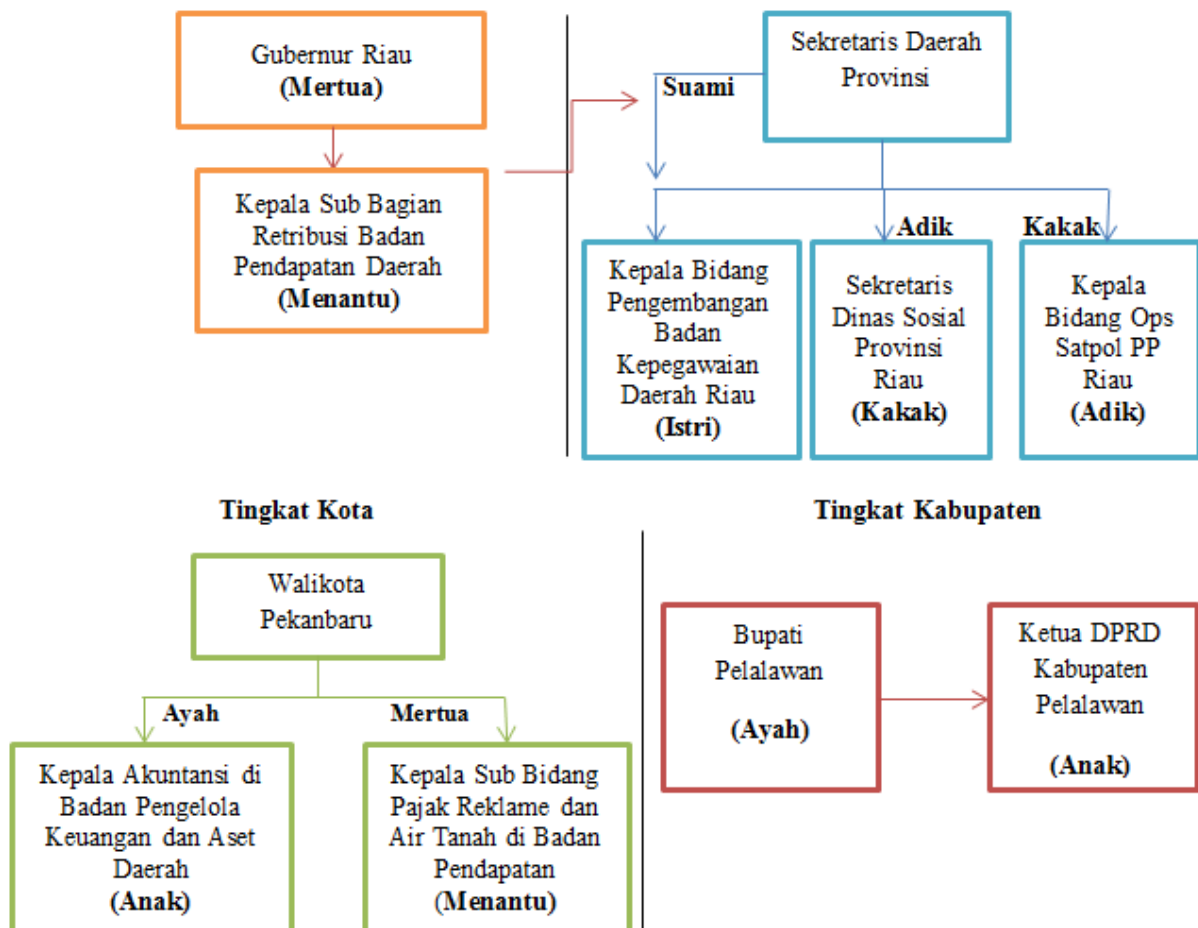 Gubernur Riau
(Mertua)
Kepala Sub Bagian
Retribusi Badan
Pendapatan Daerah
(Menantu)
Sekretaris Daerah
Provinsi
Suami
Adik
Kakak
Kepala Bidang
Pengembangan
Badan
Kepegawaian
Daerah Riau
(Istri)
Sekretaris
Dinas Sosial
Provinsi
Riau
(Kakak)
Kepala
Bidang Ops
Satpol PP
Riau
(Adik)
Tingkat Kota
Walikota
Pekanbaru
Ayah
Mertua
Kepala Akuntansi di
Badan Pengelola
Keuangan dan Aset
Daerah
(Anak)
Kepala Sub Bidang
Pajak Reklame dan
Air Tanah di Badan
Pendapatan
(Menantu)
Tingkat Kabupaten
Bupati
Pelalawan
(Ayah)
Ketua DPRD
Kabupaten
Pelalawan
(Anak)